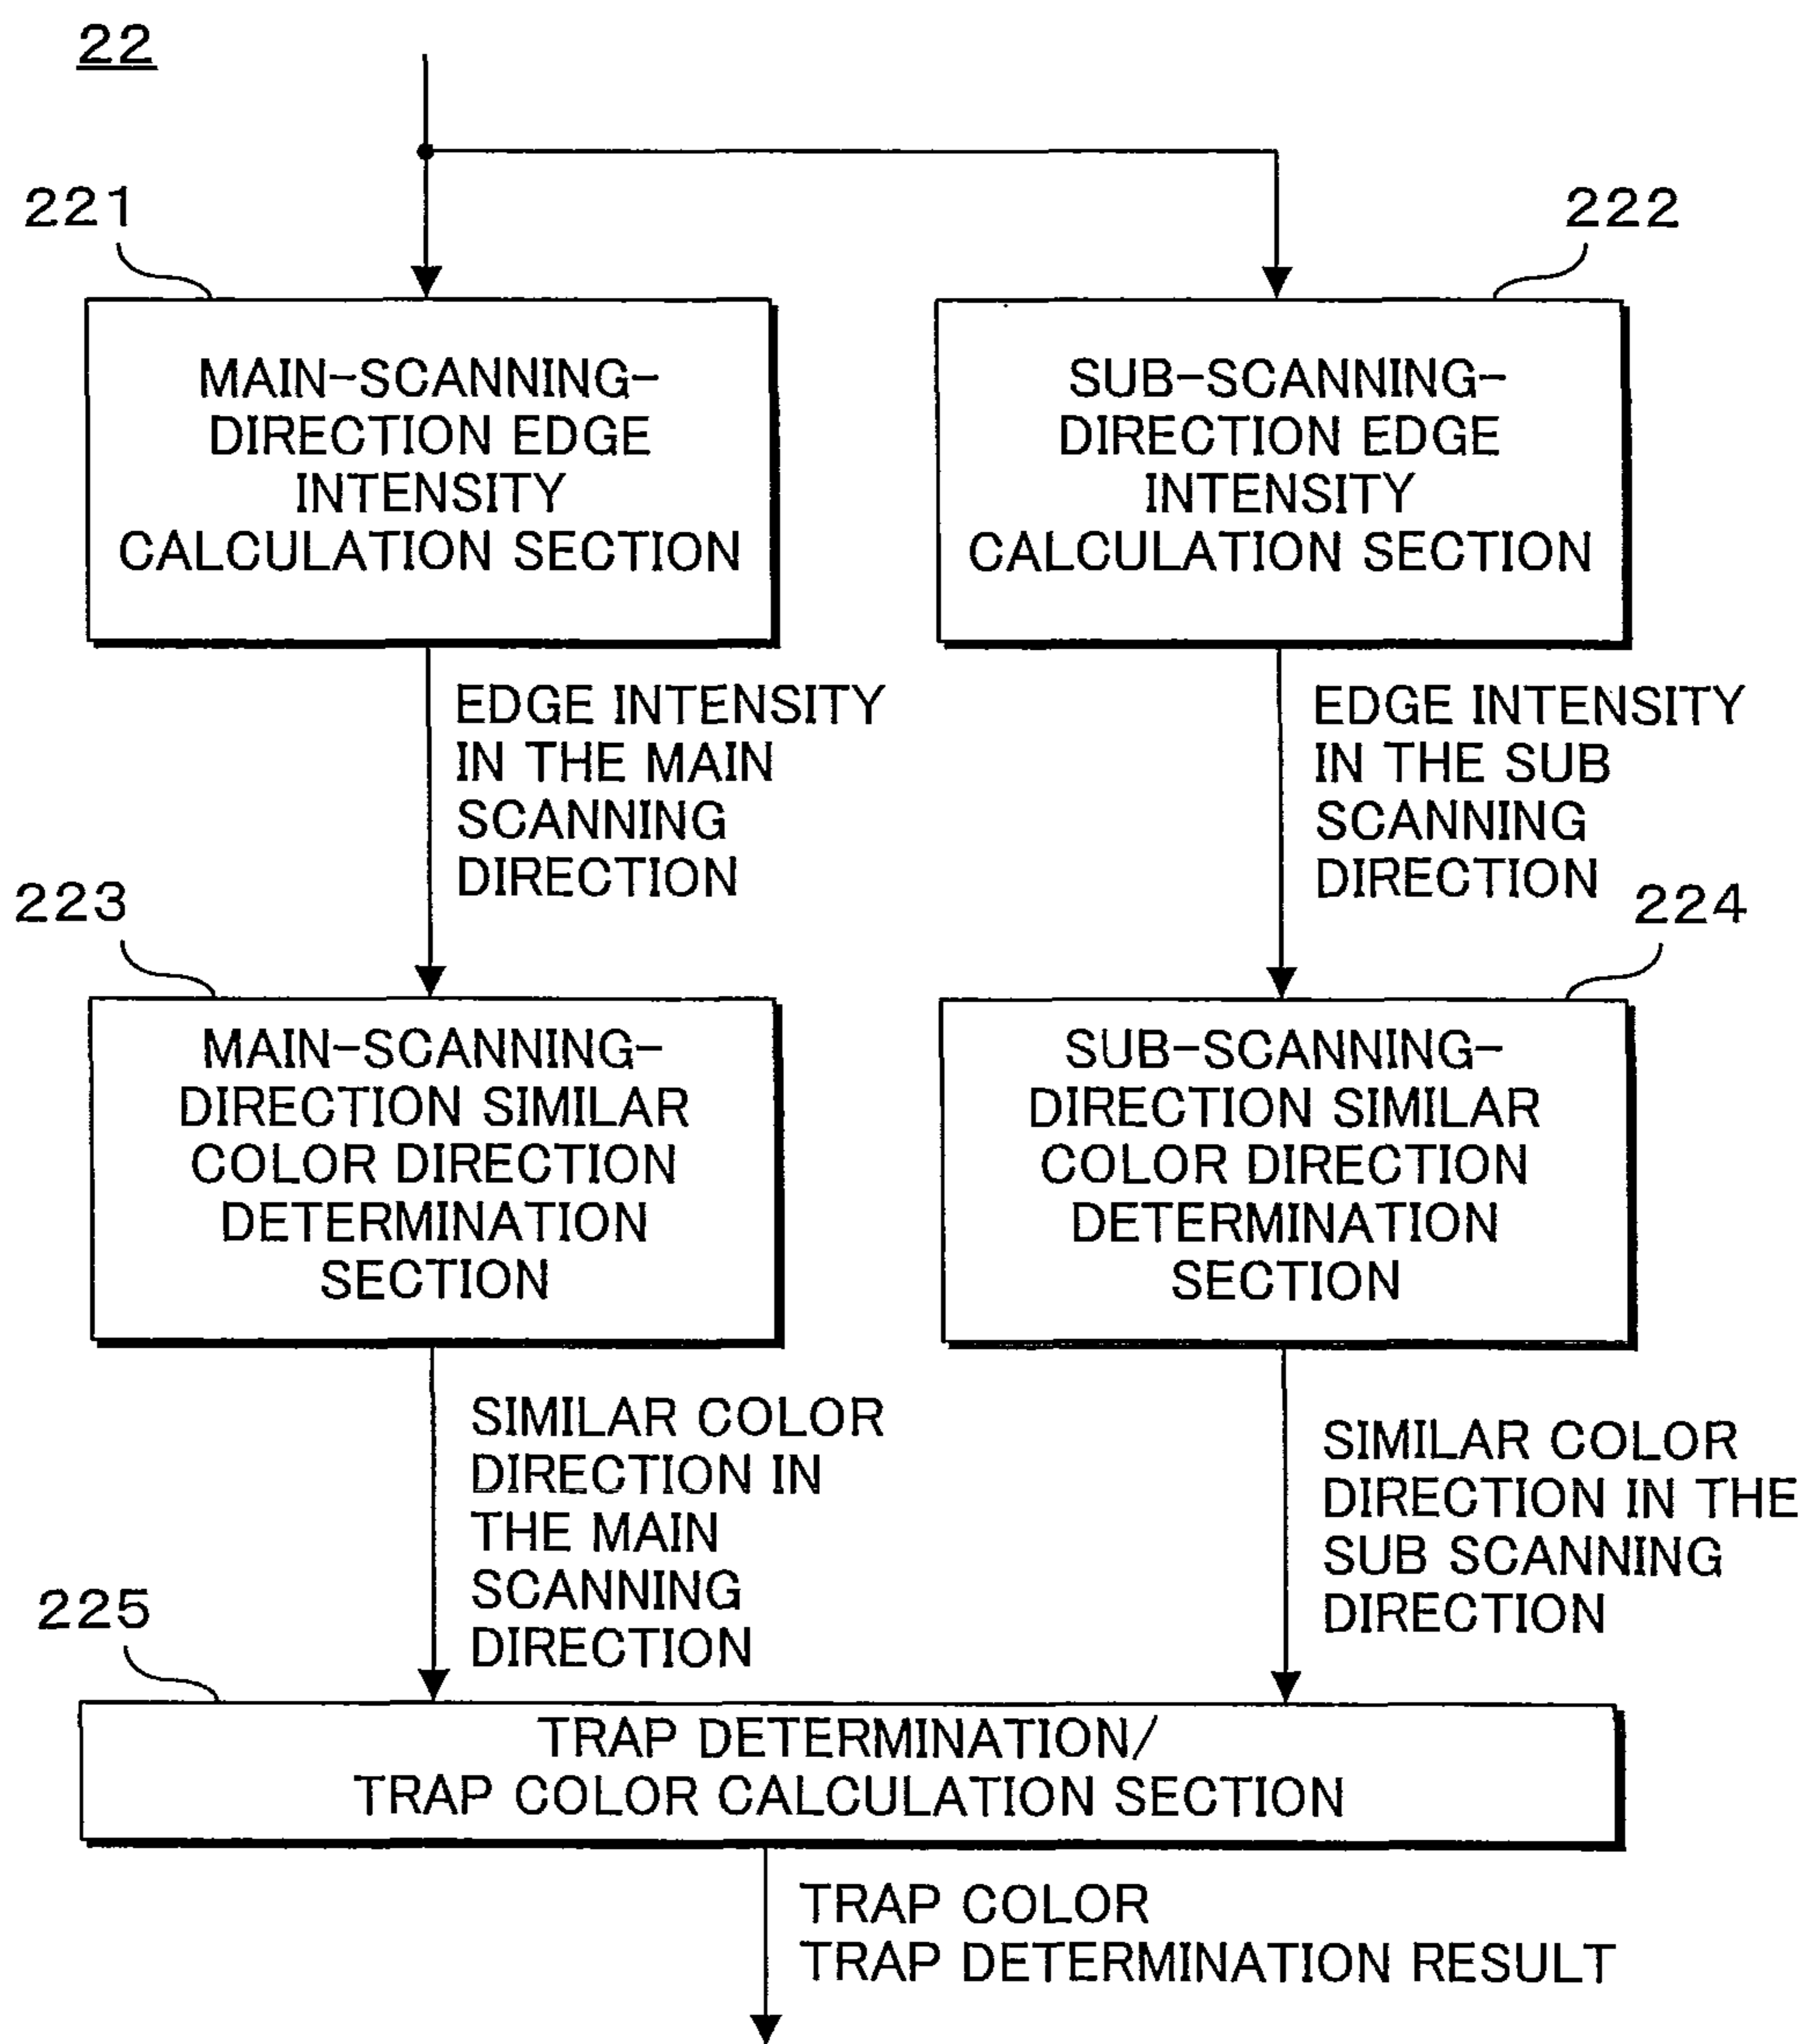 22
221
222
MAIN-SCANNING-
DIRECTION EDGE
INTENSITY
CALCULATION SECTION
SUB-SCANNING-
DIRECTION EDGE
INTENSITY
CALCULATION SECTION
EDGE INTENSITY
IN THE MAIN
SCANNING
DIRECTION
EDGE INTENSITY
IN THE SUB
SCANNING
DIRECTION
223
224
MAIN-SCANNING-
DIRECTION SIMILAR
COLOR DIRECTION
DETERMINATION
SECTION
SUB-SCANNING-
DIRECTION SIMILAR
COLOR DIRECTION
DETERMINATION
SECTION
SIMILAR COLOR
DIRECTION IN
THE MAIN
SCANNING
DIRECTION
SIMILAR COLOR
DIRECTION IN THE
SUB SCANNING
DIRECTION
225
TRAP DETERMINATION/
TRAP COLOR CALCULATION SECTION
TRAP COLOR
TRAP DETERMINATION RESULT